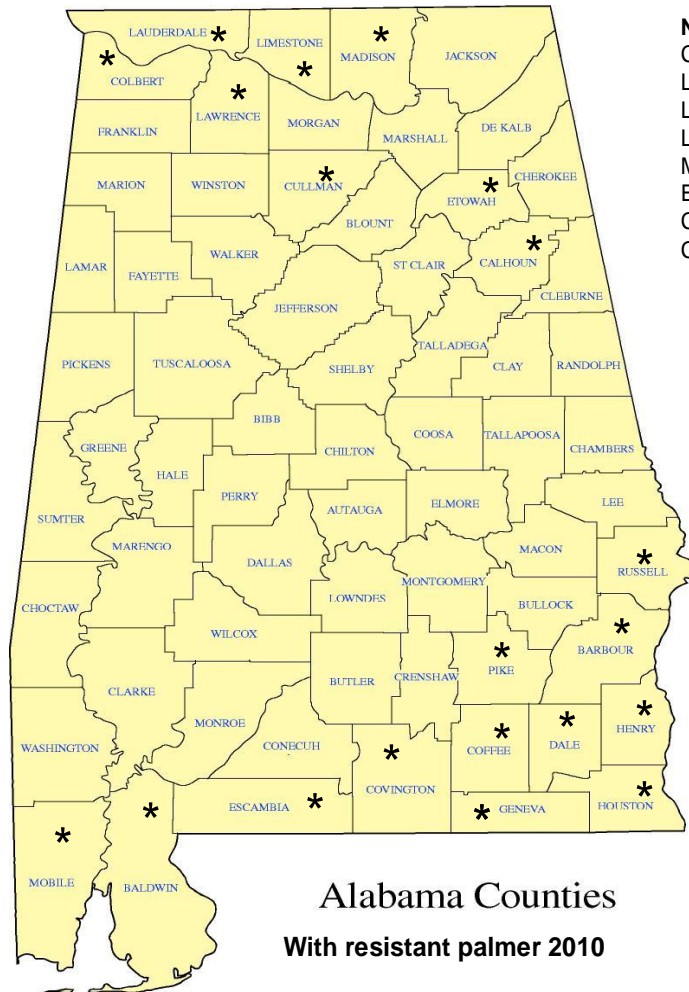 LAUDERDALE *
LIMESTONE
*
MADISON
*
JACKSON
COLBERT
*
LAWRENCE
*
FRANKLIN
MORGAN
MARSHALL
DE KALB
MARION
WINSTON
CULLMAN
*
ETOWAH
*
CHEROKEE
BLOUNT
WALKER
ST CLAIR
CALHOUN
*
LAMAR
FAYETTE
JEFFERSON
CLEBURNE
PICKENS
TUSCALOOSA
SHELBY
TALLADEGA
CLAY
RANDOLPH
BIBB
GREENE
HALE
CHILTON
COOSA
TALLAPOOSA
CHAMBERS
PERRY
AUTAUGA
ELMORE
LEE
SUMTER
MARENGO
DALLAS
MACON
RUSSELL
*
CHOCTAW
LOWNDES
MONTGOMERY
BULLOCK
WILCOX
BARBOUR
*
CLARKE
BUTLER
CRENSHAW
PIKE
*
MONROE
WASHINGTON
CONECUH
COVINGTON
*
COFFEE
*
DALE
*
HENRY
*
ESCAMBIA *
* GENEVA
HOUSTON
*
MOBILE
*
BALDWIN
*
Alabama Counties
With resistant palmer 2010
N
C
L
L
L
M
E
C
C